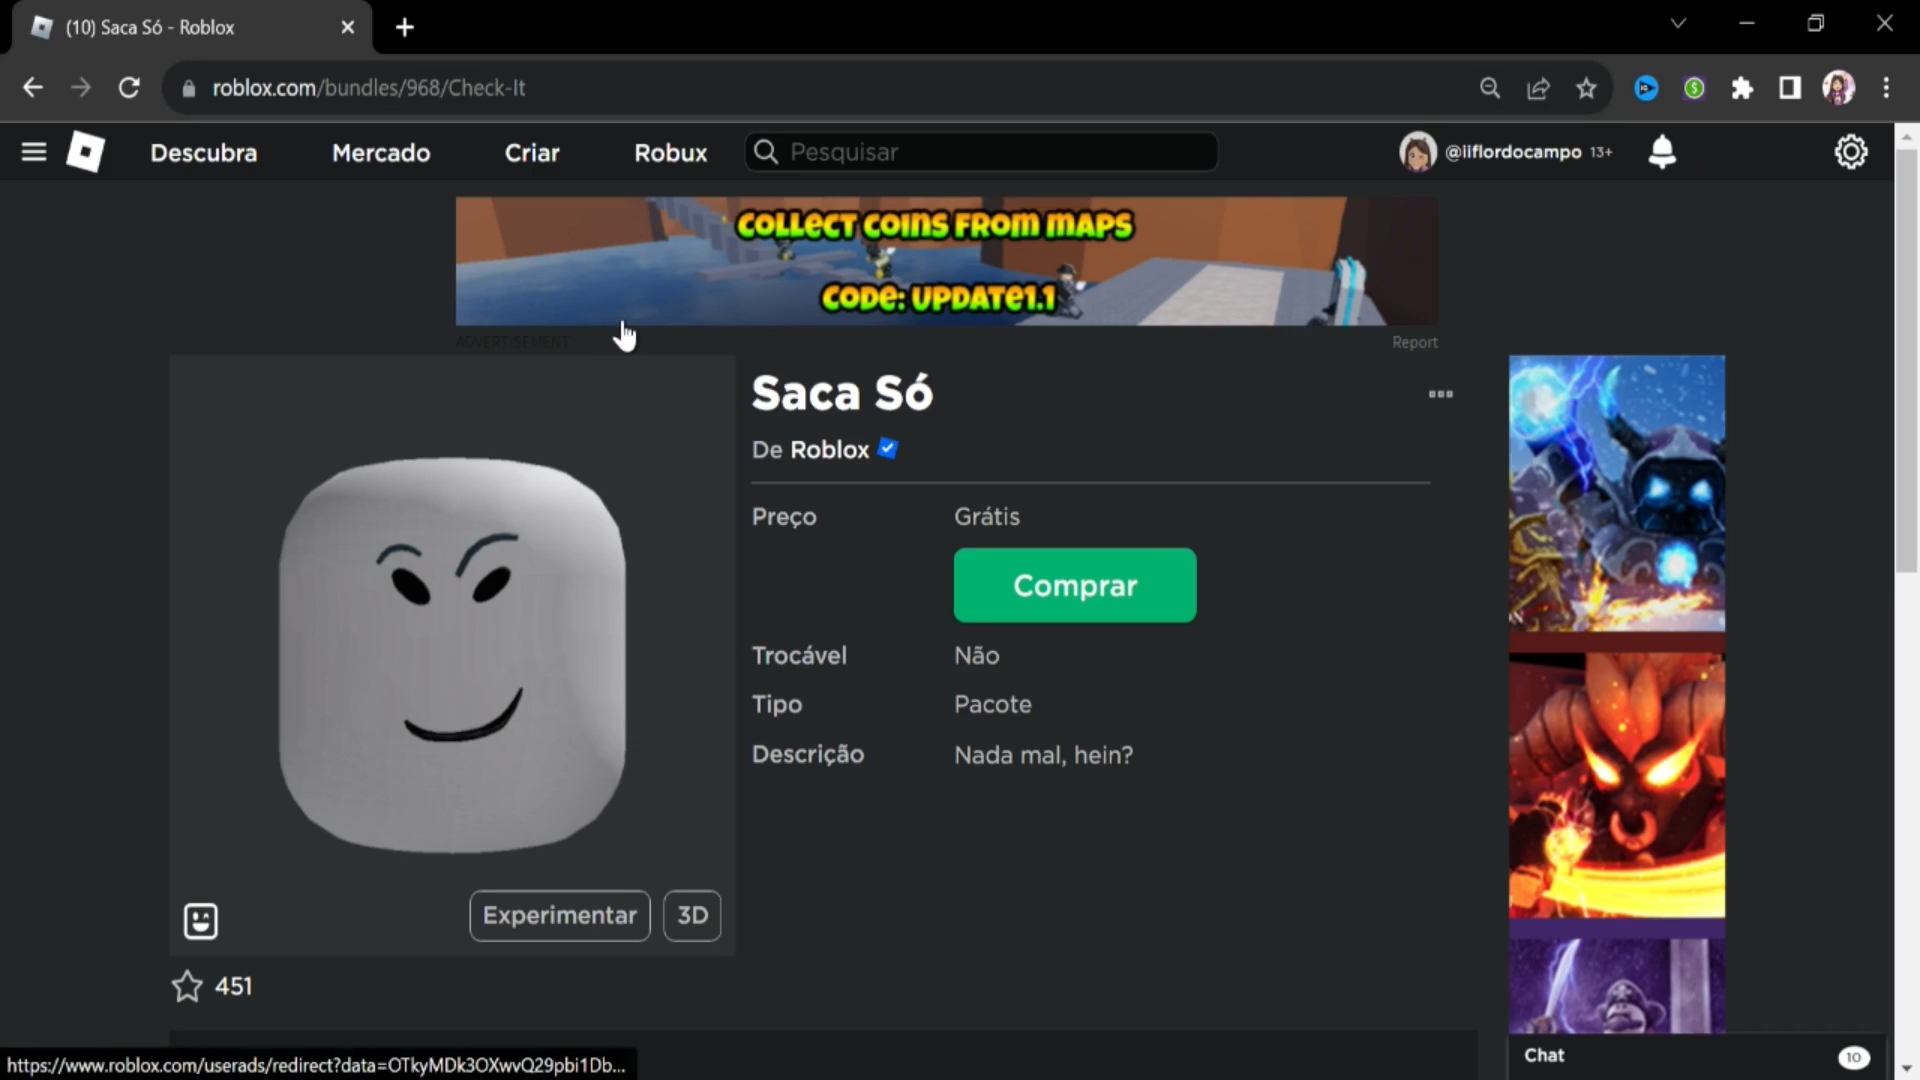 (10) Saca Só - Roblox
roblox.com/bundles/968/Check-It
Descubra
Mercado
Criar
Robux
Pesquisar
@iiflordocampo 13+
COLLECT COINS FROM MAPS
CODE: UPDATE1.1
ADVERTISEMENT
Report
Saca Só
De Roblox
Preço Grátis
Comprar
Trocável Não
Tipo Pacote
Descrição Nada mal, hein?
Experimentar
3D
451
Chat
10
https://www.roblox.com/userads/redirect?data=OTkyMDk3OXwvQ29pbi1Db...